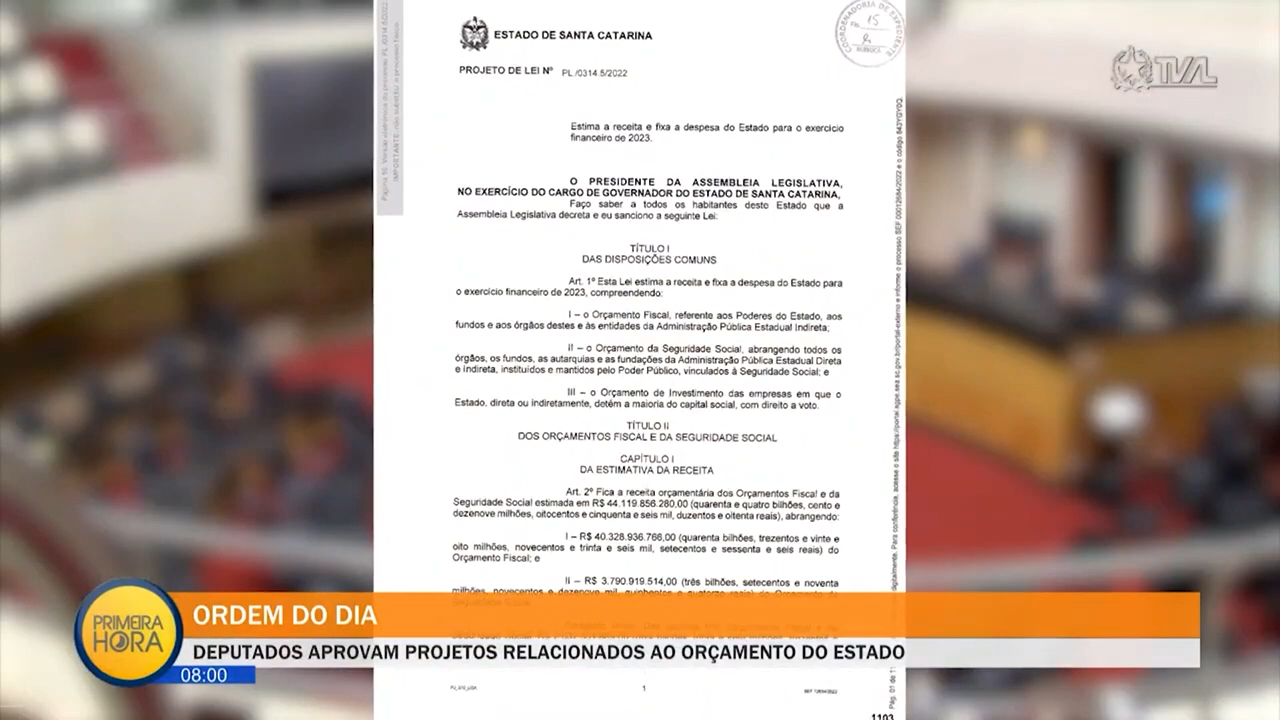 ESTADO DE SANTA CATARINA
PROJETO DE LEI Nº PL./0314.5/2022
COORDENADORIA DE EXPEDIENTE
15
RUBRICA
TVAL
Estima a receita e fixa a despesa do Estado para o exercício
financeiro de 2023.
O PRESIDENTE DA ASSEMBLEIA LEGISLATIVA,
NO EXERCÍCIO DO CARGO DE GOVERNADOR DO ESTADO DE SANTA CATARINA,
Faço saber a todos os habitantes deste Estado que a
Assembleia Legislativa decreta e eu sanciono a seguinte Lei:
TÍTULO I
DAS DISPOSIÇÕES COMUNS
Art. 1º Esta Lei estima a receita e fixa a despesa do Estado para
o exercício financeiro de 2023, compreendendo:
I – o Orçamento Fiscal, referente aos Poderes do Estado, aos
fundos e aos órgãos destes e às entidades da Administração Pública Estadual Indireta;
II – o Orçamento da Seguridade Social, abrangendo todos os
órgãos, os fundos, as autarquias e as fundações da Administração Pública Estadual Direta
e Indireta, instituídos e mantidos pelo Poder Público, vinculados à Seguridade Social; e
III – o Orçamento de Investimento das empresas em que o
Estado, direta ou indiretamente, detém a maioria do capital social, com direito a voto.
TÍTULO II
DOS ORÇAMENTOS FISCAL E DA SEGURIDADE SOCIAL
CAPÍTULO I
DA ESTIMATIVA DA RECEITA
Art. 2º Fica a receita orçamentária dos Orçamentos Fiscal e da
Seguridade Social estimada em R$ 44.119.856.280,00 (quarenta e quatro bilhões, cento e
dezenove milhões, oitocentos e cinquenta e seis mil, duzentos e oitenta reais), abrangendo:
I – R$ 40.328.936.766,00 (quarenta bilhões, trezentos e vinte e
oito milhões, novecentos e trinta e seis mil, setecentos e sessenta e seis reais) do
Orçamento Fiscal; e
II – R$ 3.790.919.514,00 (três bilhões, setecentos e noventa
PRIMEIRA
HORA
ORDEM DO DIA
DEPUTADOS APROVAM PROJETOS RELACIONADOS AO ORÇAMENTO DO ESTADO
08:00
1
1103